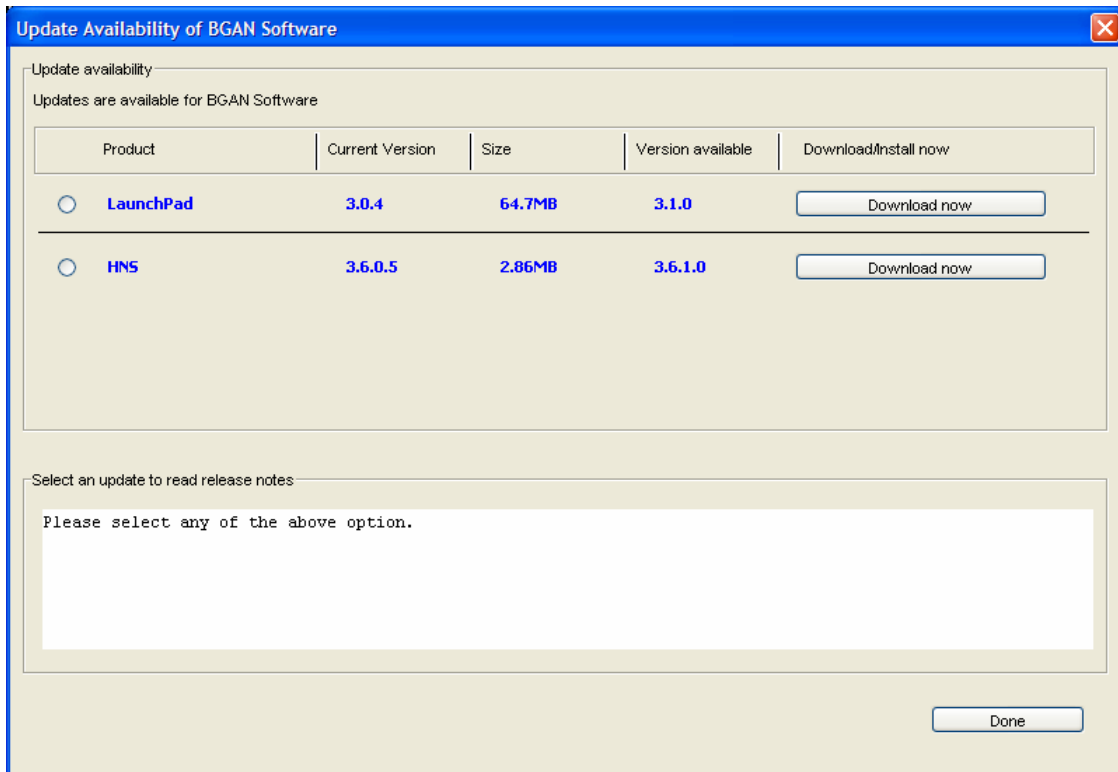 Update Availability of BGAN Software
Update availability
Updates are available for BGAN Software
Product Current Version Size Version available Download/Install now
LaunchPad 3.0.4 64.7MB 3.1.0 Download now
HNS 3.6.0.5 2.86MB 3.6.1.0 Download now
Select an update to read release notes
Please select any of the above option.
Done